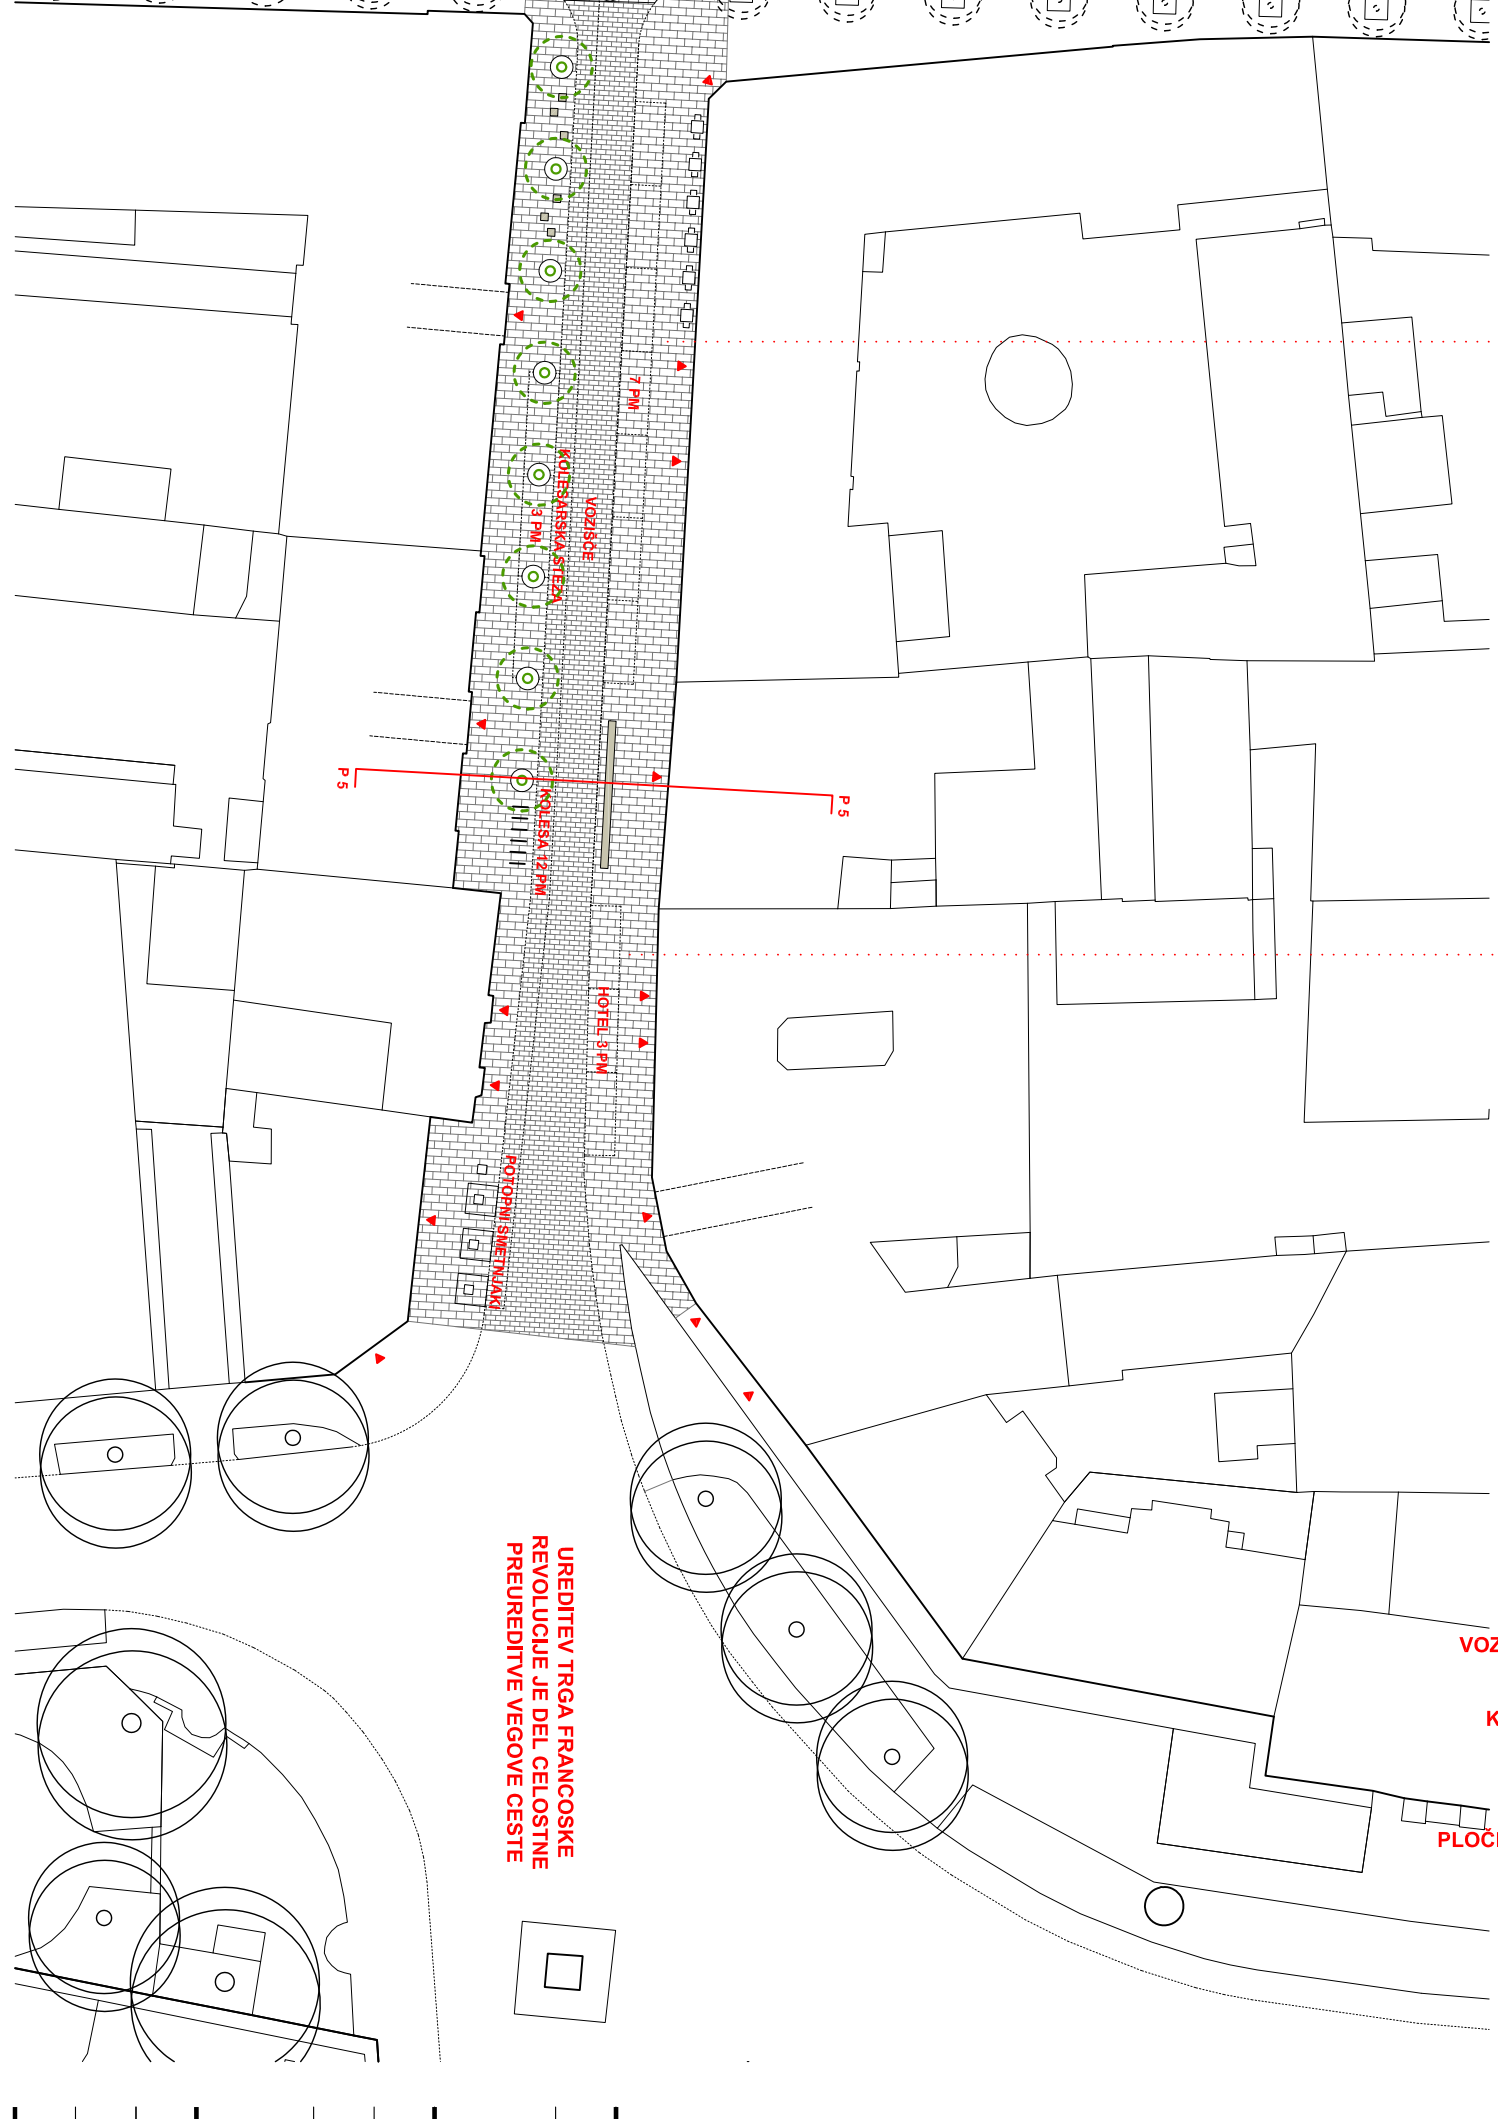 7 PM
KOLESARSKA STEZA
VOZIŠČE
3 PM
P 5
P 5
KOLESA 12 PM
HOTEL 3 PM
POTOPNI SMETNJAKI
UREDITEV TRGA FRANCOSKE
REVOLUCIJE JE DEL CELOSTNE
PREUREDITVE VEGOVE CESTE
VOZ
K
PLOČ